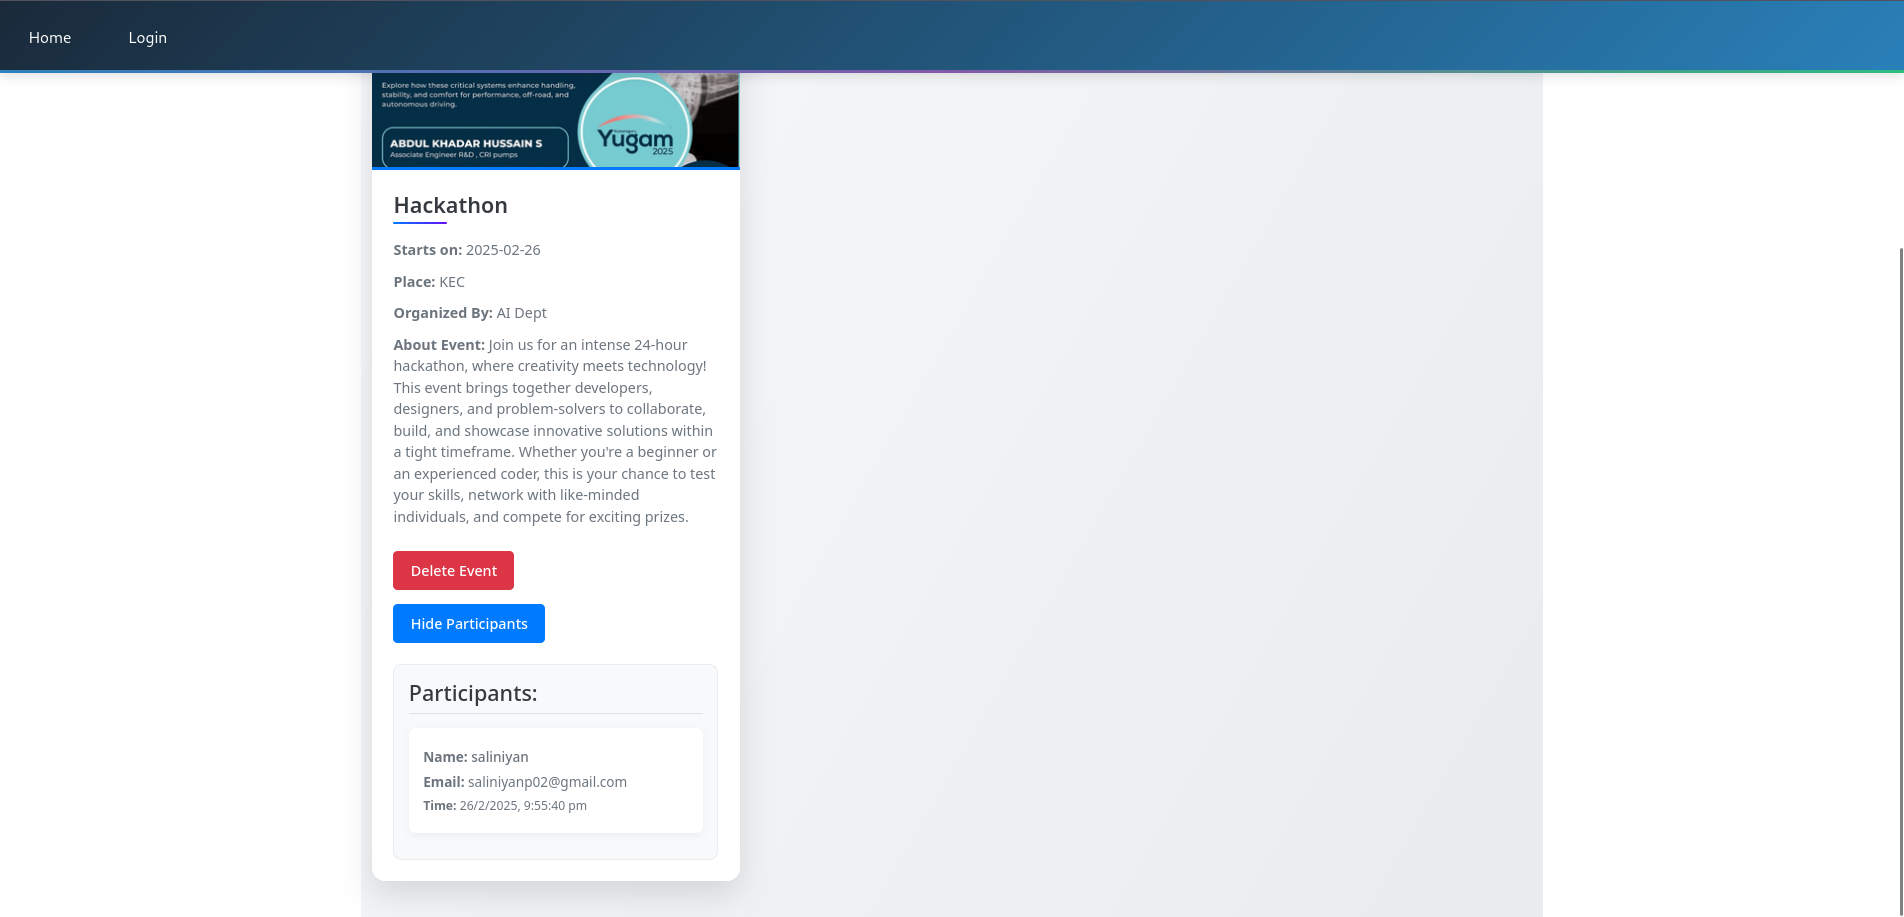 Home
Login
Explore how these critical systems enhance handling,
stability, and comfort for performance, off-road, and
autonomous driving.
ABDUL KHADAR HUSSAIN S
Associate Engineer R&D , CRI pumps
Yugam
2025
Hackathon
Starts on: 2025-02-26
Place: KEC
Organized By: AI Dept
About Event: Join us for an intense 24-hour
hackathon, where creativity meets technology!
This event brings together developers,
designers, and problem-solvers to collaborate,
build, and showcase innovative solutions within
a tight timeframe. Whether you're a beginner or
an experienced coder, this is your chance to test
your skills, network with like-minded
individuals, and compete for exciting prizes.
Delete Event
Hide Participants
Participants:
Name: saliniyan
Email: saliniyanp02@gmail.com
Time: 26/2/2025, 9:55:40 pm